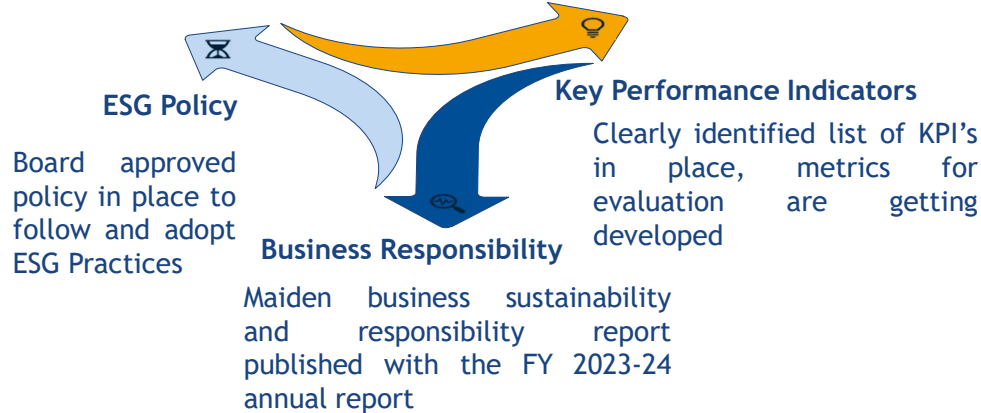 ESG Policy
Board approved
policy in place to
follow and adopt
ESG Practices
Key Performance Indicators
Clearly identified list of KPI's
in place, metrics for
evaluation are getting
developed
Business Responsibility
Maiden business sustainability
and responsibility report
published with the FY 2023-24
annual report